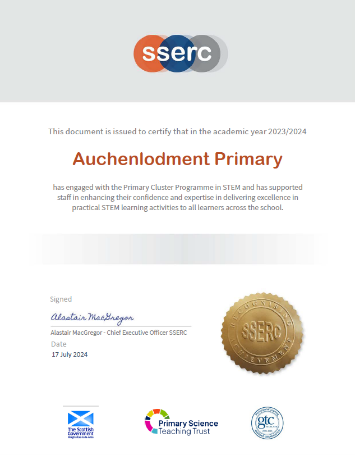 sserc
This document is issued to certify that in the academic year 2023/2024
Auchenlodment Primary
has engaged with the Primary Cluster Programme in STEM and has supported
staff in enhancing their confidence and expertise in delivering excellence in
practical STEM learning activities to all learners across the school.
Signed
Alastair MacGregor
Alastair MacGregor - Chief Executive Officer SSERC
Date
17 July 2024
SSERC
The Scottish
Government
Primary Science
Teaching Trust
gtc